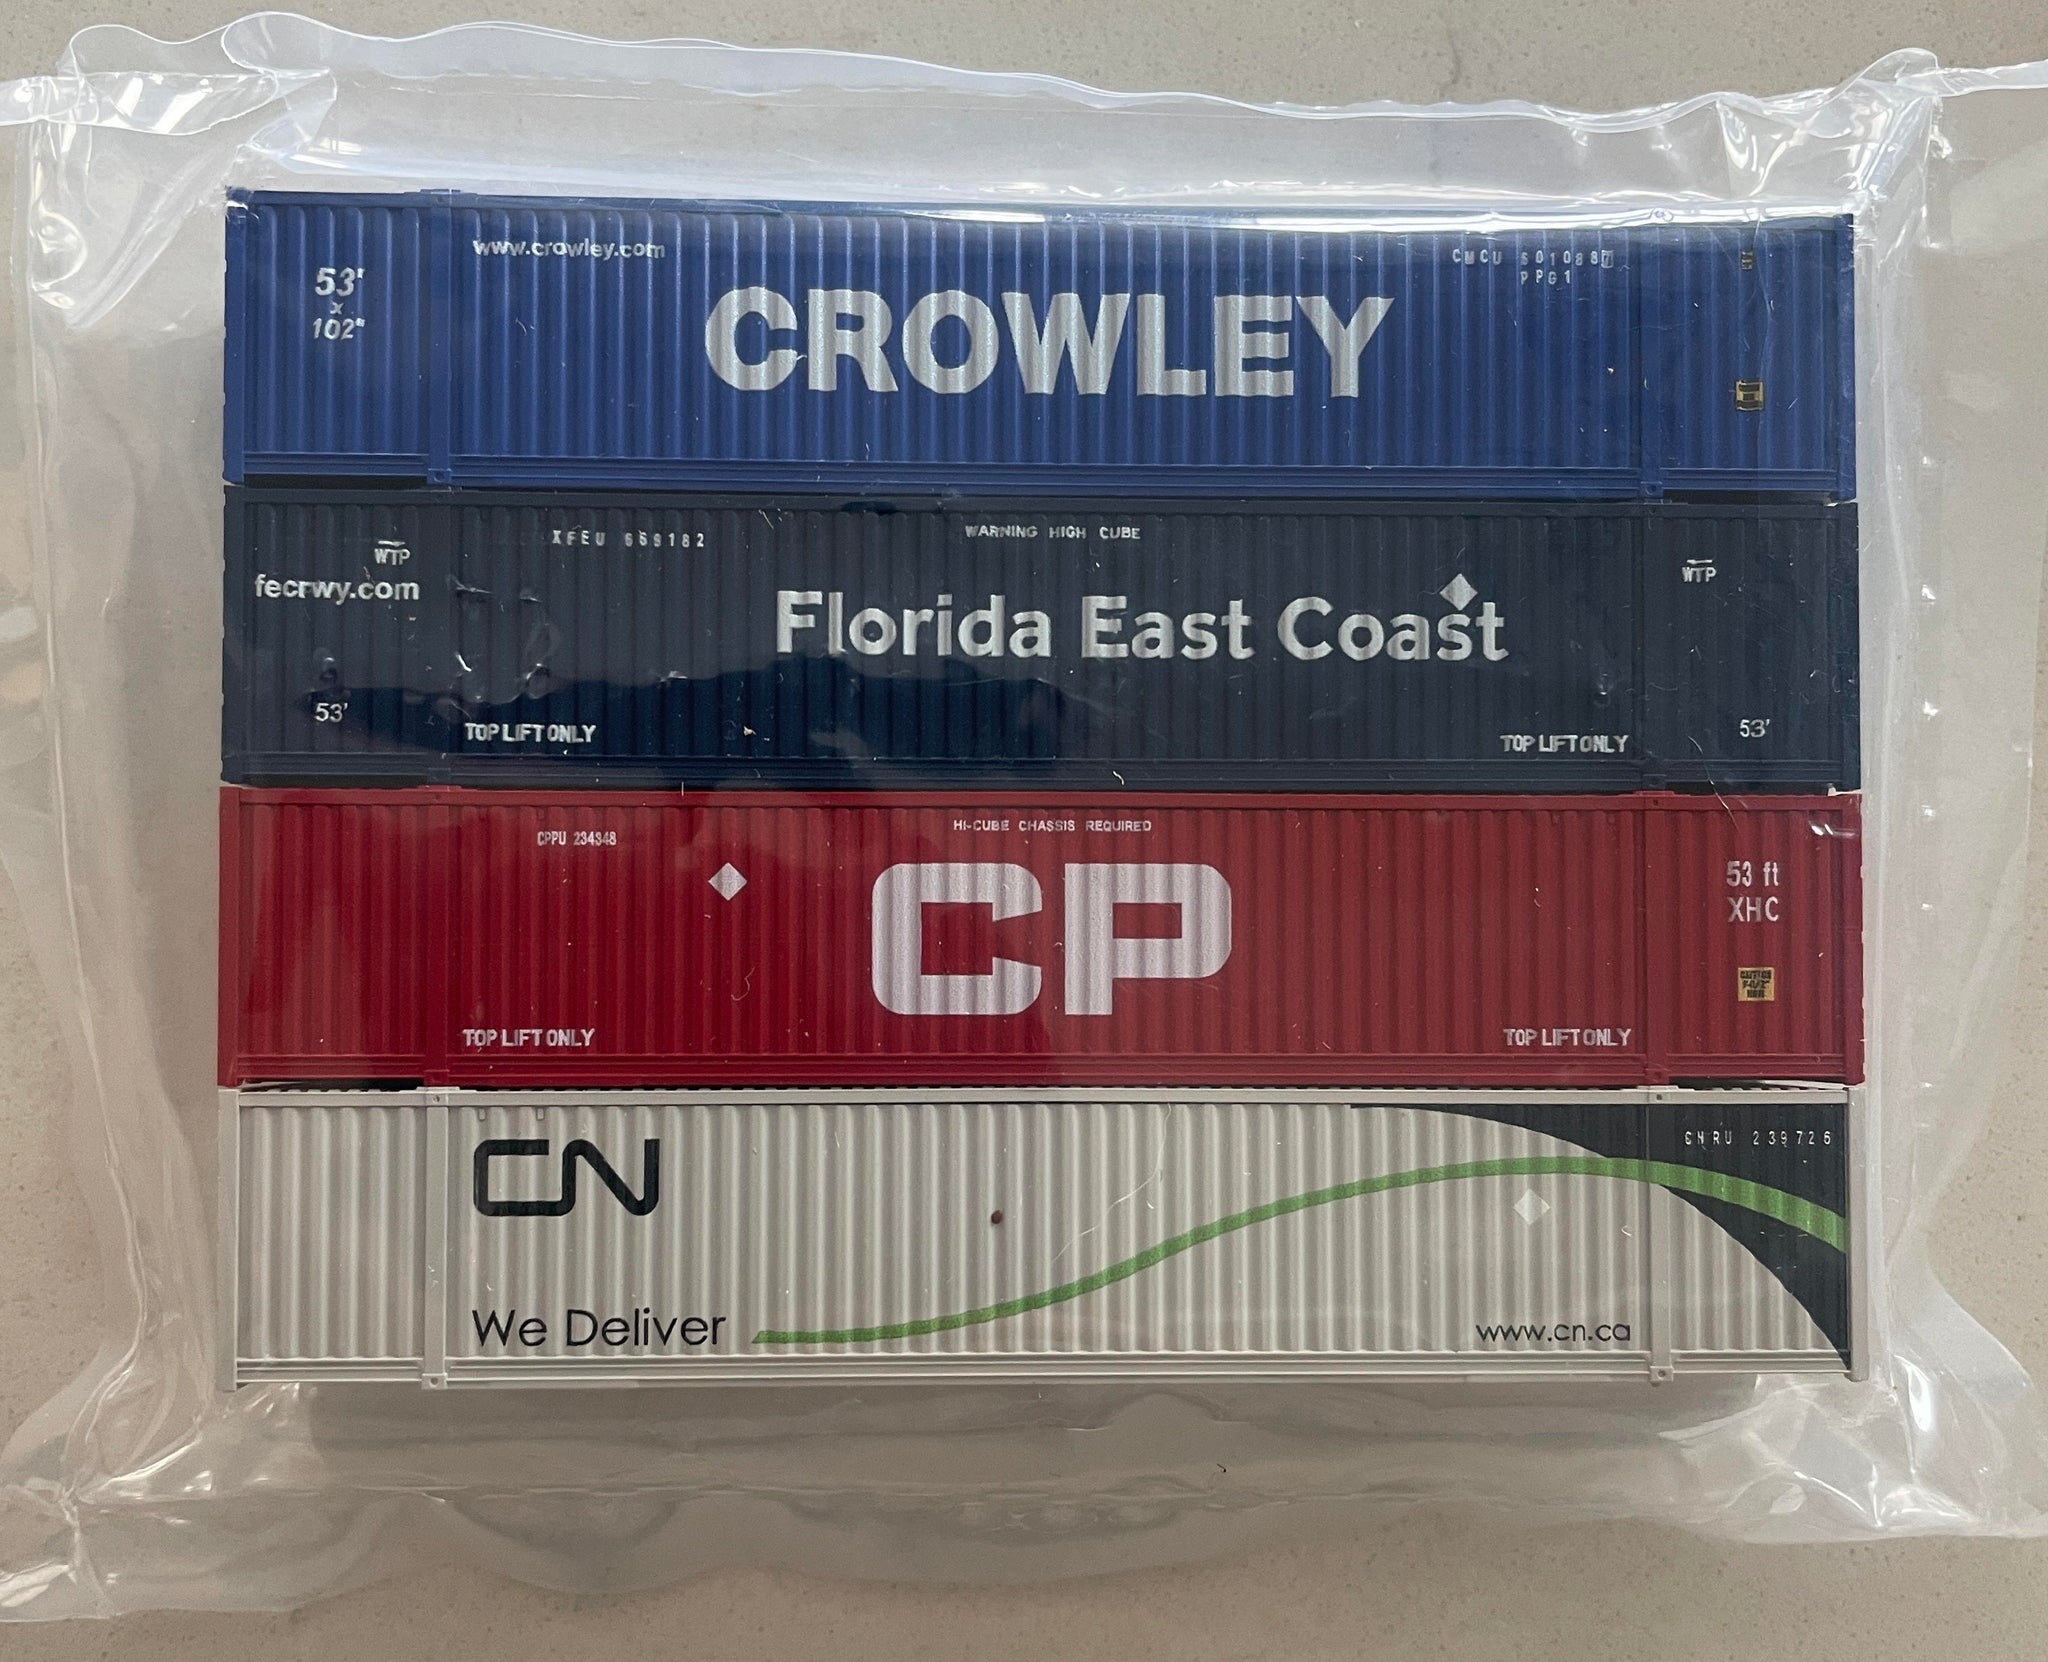 www.crowley.com
CMCU 5010887
PPG1
53'
x
102"
CROWLEY
XFEU 669182
WARNING HIGH CUBE
WTP
WTP
fecrwy.com
Florida East Coast
53'
53'
TOP LIFT ONLY
TOP LIFT ONLY
CPPU 234348
HI-CUBE CHASSIS REQUIRED
53 ft
XHC
CP
TOP LIFT ONLY
TOP LIFT ONLY
CN
CNRU 239726
We Deliver
www.cn.ca